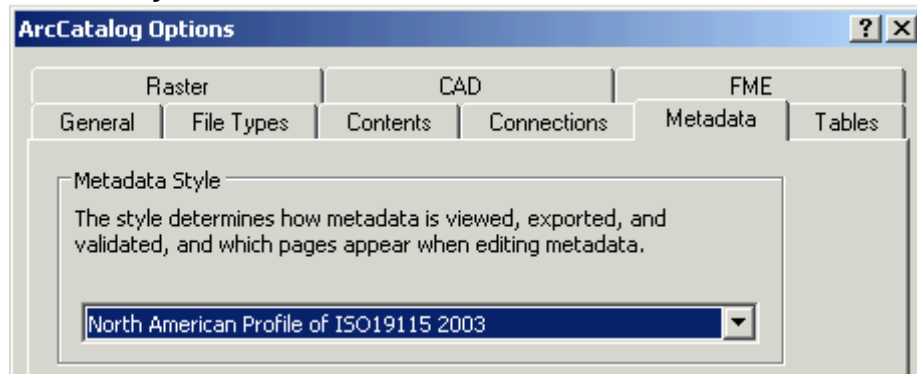 ArcCatalog Options
Raster CAD FME
General File Types Contents Connections Metadata Tables
Metadata Style
The style determines how metadata is viewed, exported, and
validated, and which pages appear when editing metadata.
North American Profile of ISO19115 2003